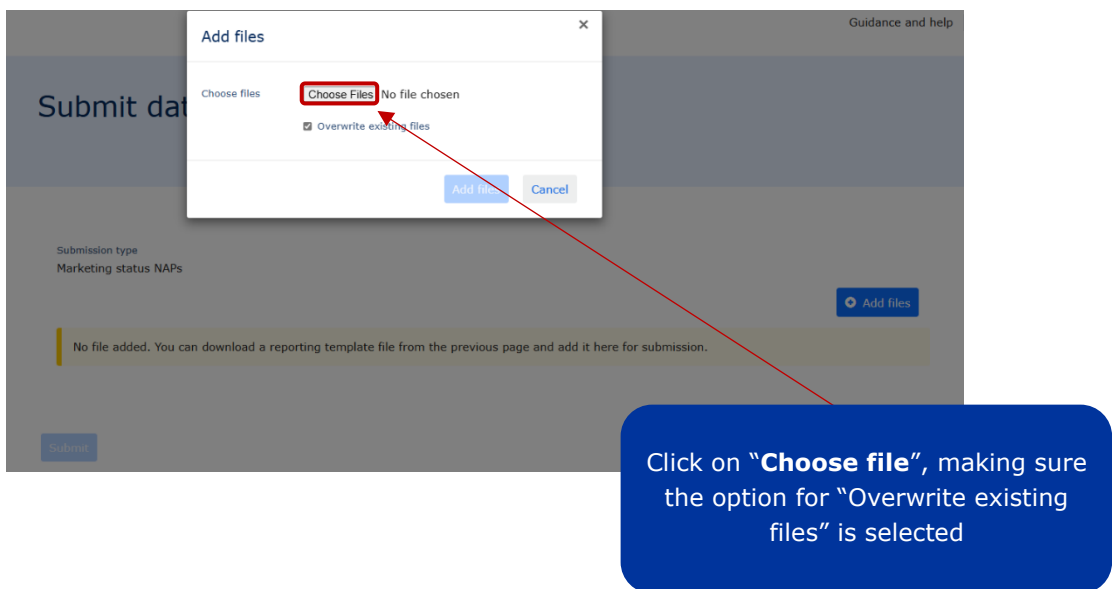 Guidance and help
Add files
×
Submit dat
Choose files
Choose Files No file chosen
Overwrite existing files
Add files Cancel
Submission type
Marketing status NAPs
Add files
No file added. You can download a reporting template file from the previous page and add it here for submission.
Submit
Click on “Choose file”, making sure
the option for “Overwrite existing
files” is selected